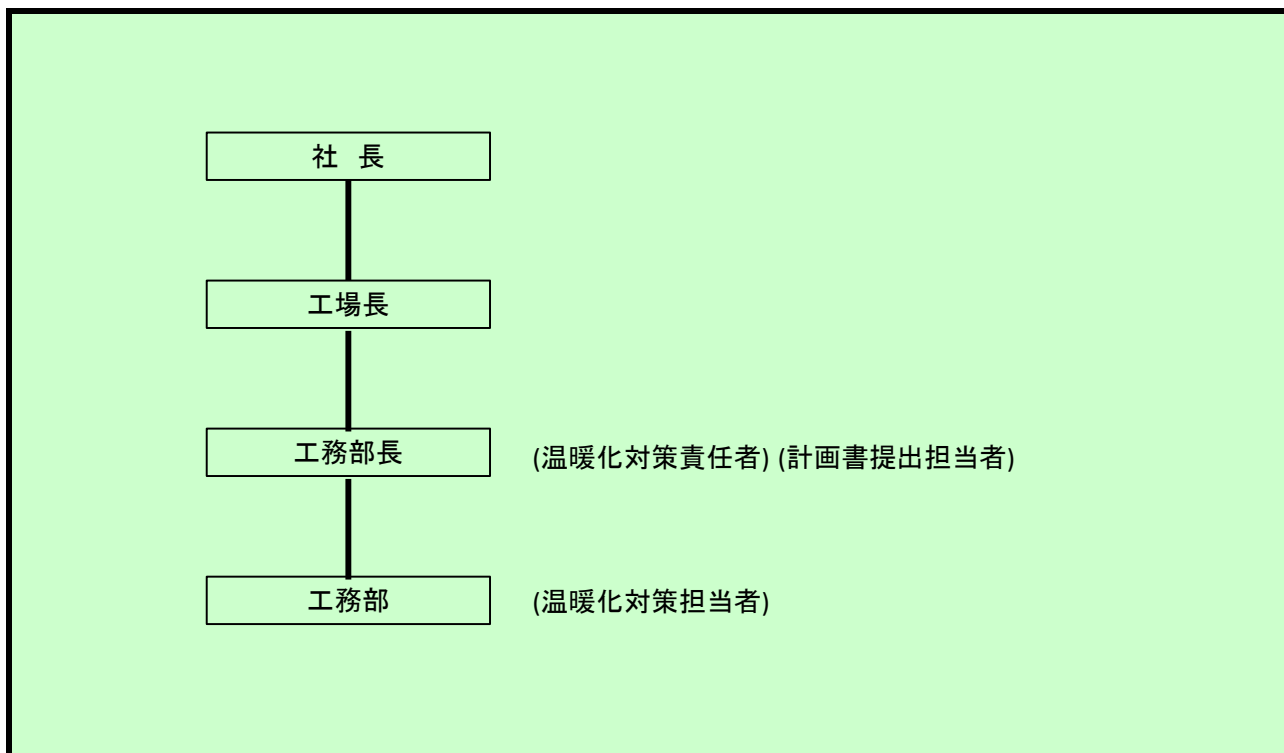 社 長
工場長
工務部長
(温暖化対策責任者) (計画書提出担当者)
工務部
(温暖化対策担当者)